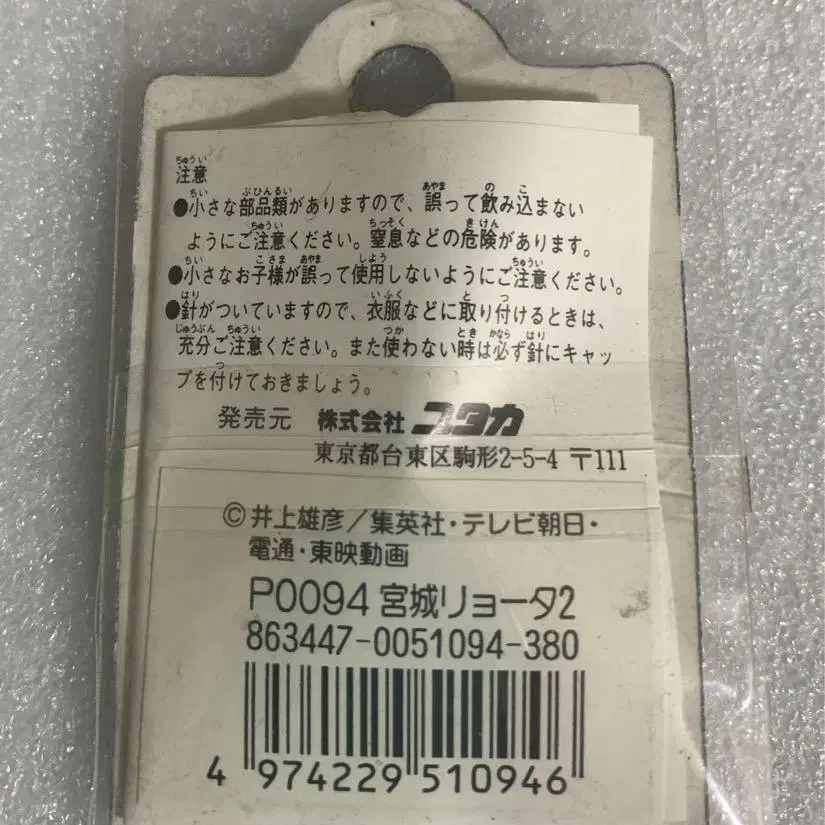 注意
●小さな部品類がありますので、誤って飲み込まない
ようにご注意ください。窒息などの危険があります。
●小さなお子様が誤って使用しないようにご注意ください。
●針がついていますので、衣服などに取り付けるときは、
充分ご注意ください。また使わない時は必ず針にキャッ
プを付けておきましょう。
発売元 株式会社 ユタカ
東京都台東区駒形2-5-4 〒111
©井上雄彦/集英社・テレビ朝日・
電通・東映動画
P0094 宮城リョータ2
863447-0051094-380
4 974229 510946